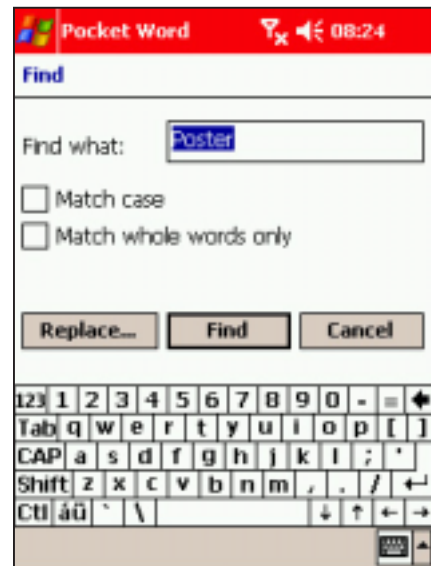 Pocket Word 08:24
Find
Find what: Poster
Match case
Match whole words only
Replace... Find Cancel
123 1 2 3 4 5 6 7 8 9 0 - =
Tab q w e r t y u i o p [ ]
CAP a s d f g h j k l ; '
Shift z x c v b n m , . /
Ctl áü ` \